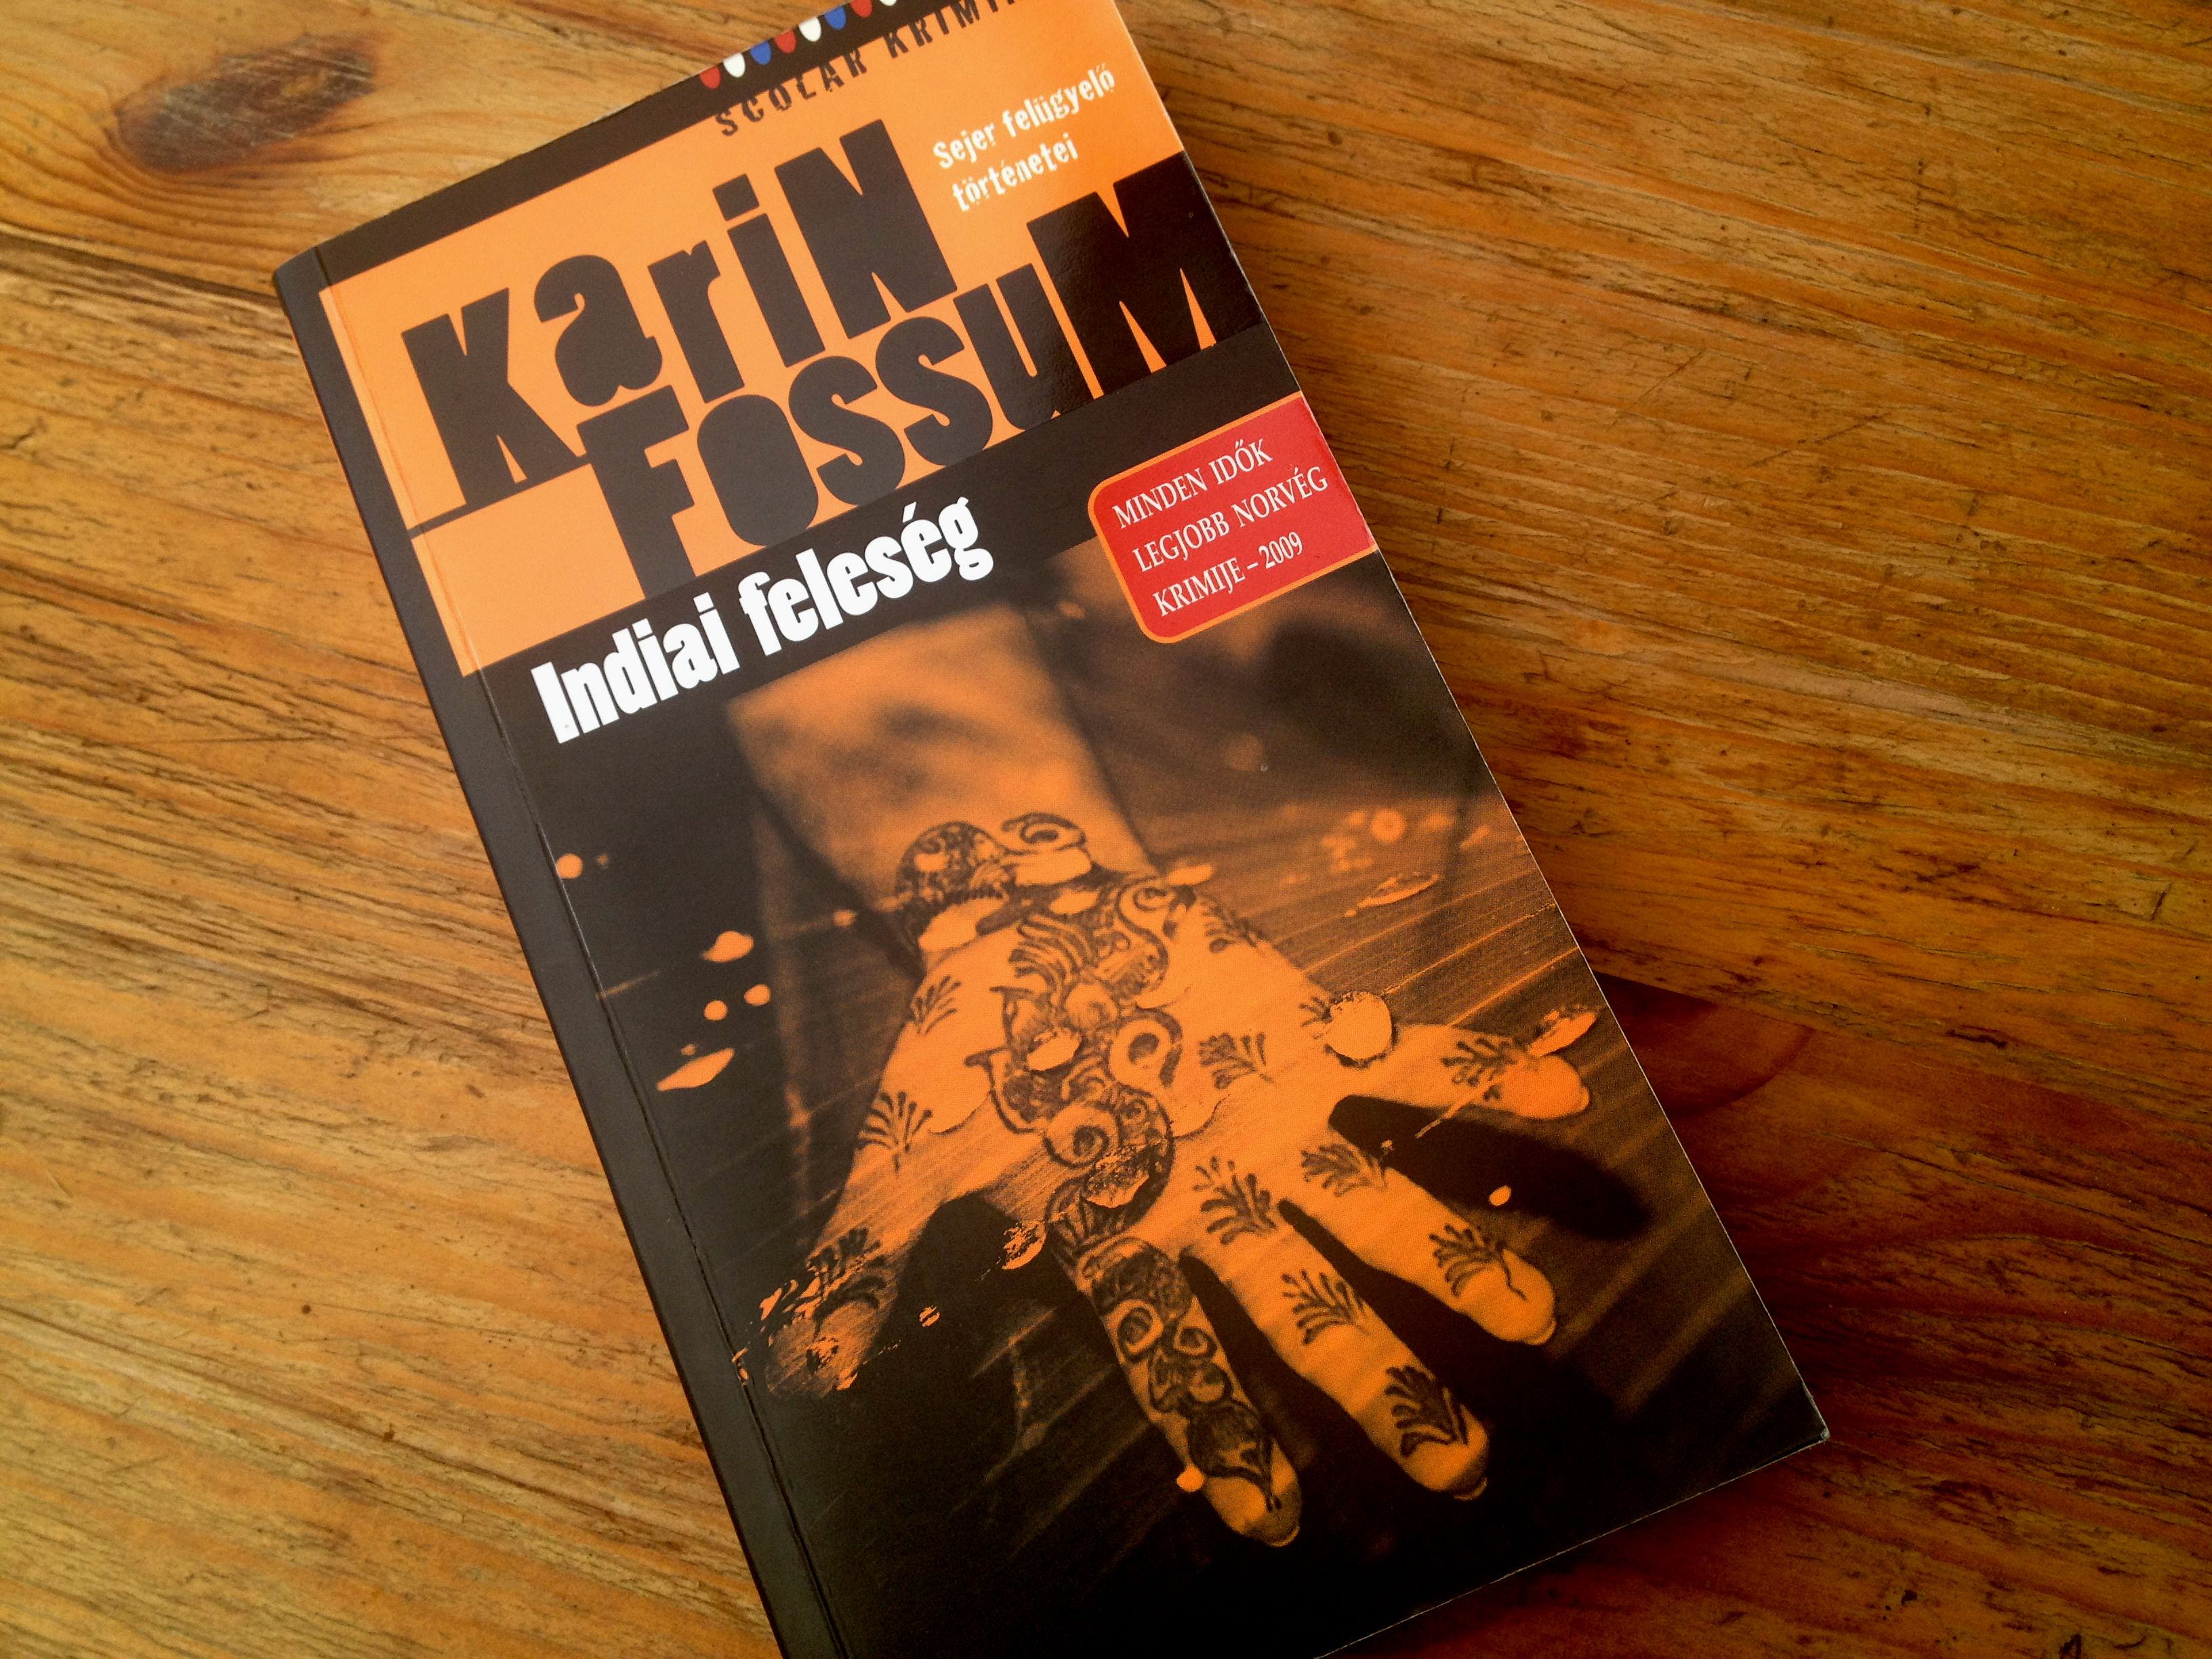 SCOLAR KRIMI
Sejer felügyelő
történetei
KariN
FossuM
Indiai feleség
MINDEN IDŐK
LEGJOBB NORVÉG
KRIMIJE – 2009